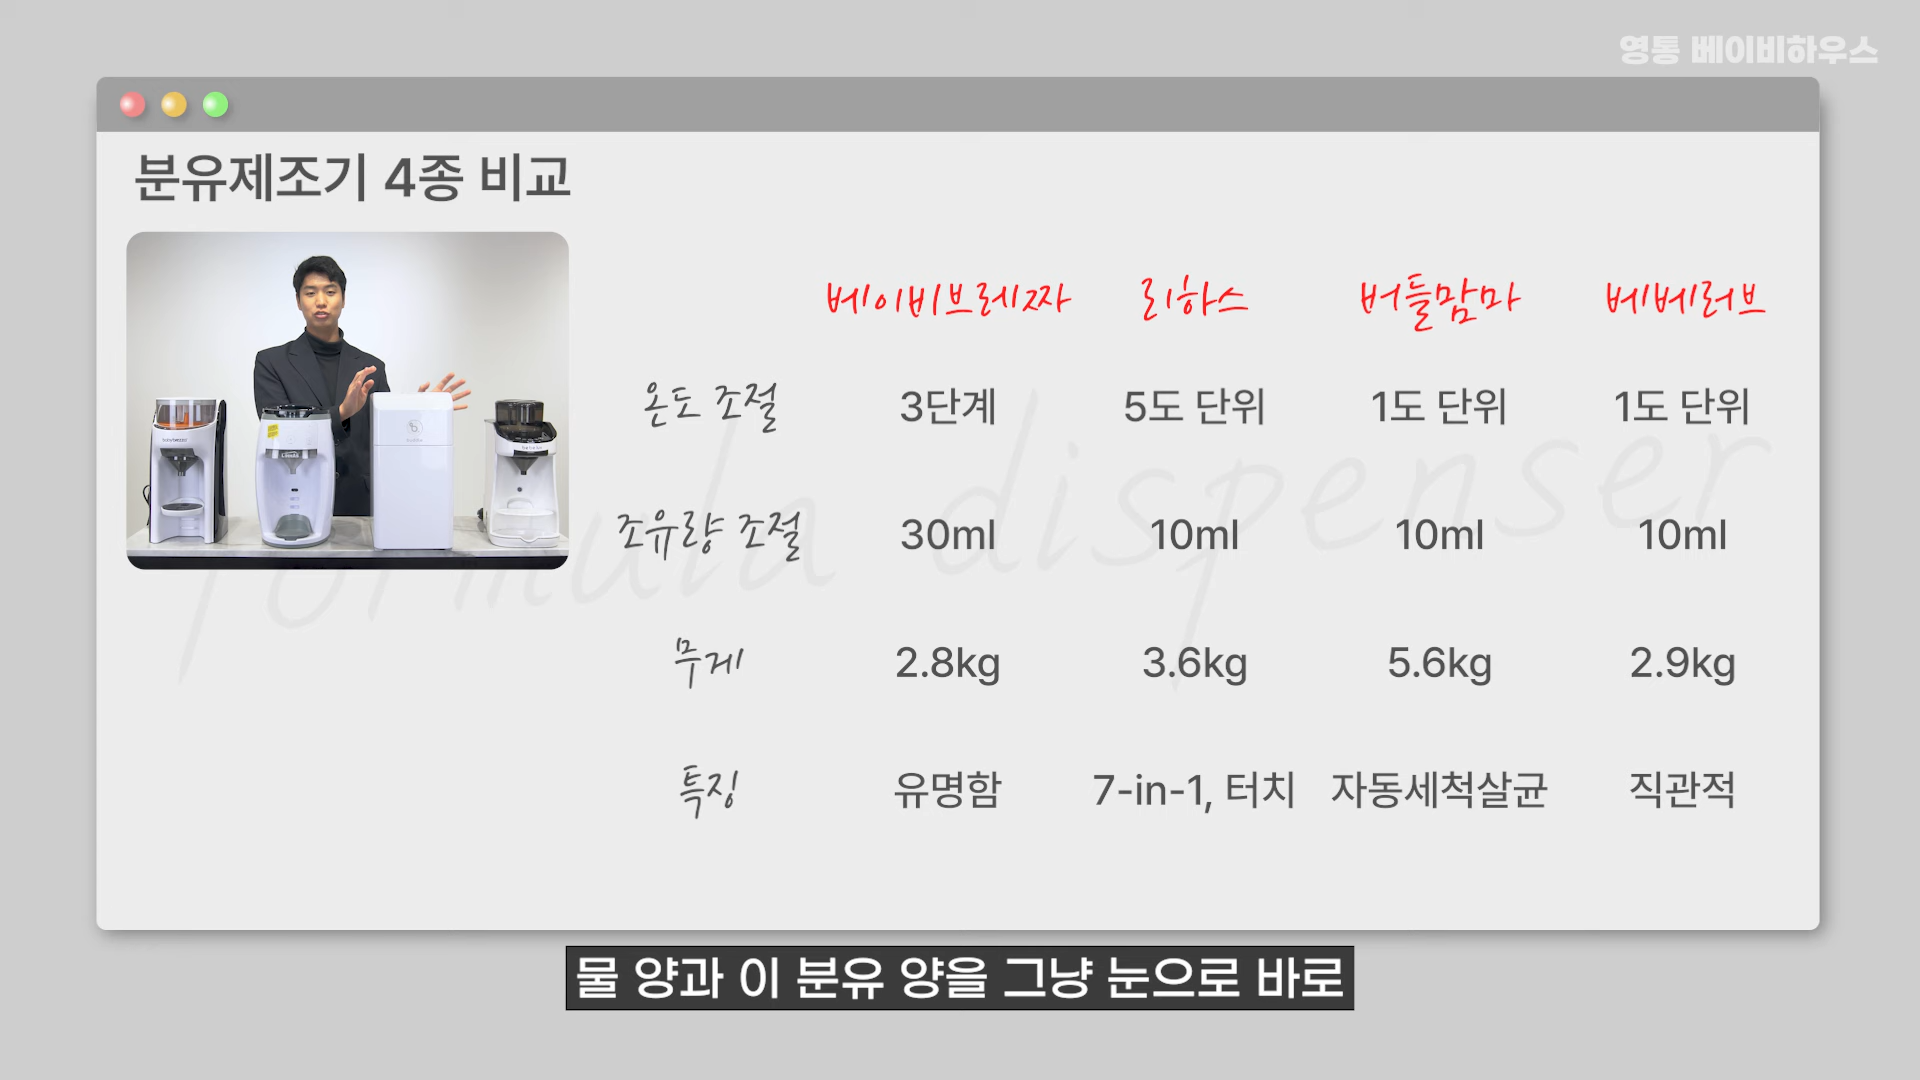 영통 베이비하우스
분유제조기 4종 비교
베이비브레짜 리하스 버들맘마 베베러브
온도 조절 3단계 5도 단위 1도 단위 1도 단위
조유량 조절 30ml 10ml 10ml 10ml
무게 2.8kg 3.6kg 5.6kg 2.9kg
특징 유명함 7-in-1, 터치 자동세척살균 직관적
formula dispenser
물 양과 이 분유 양을 그냥 눈으로 바로